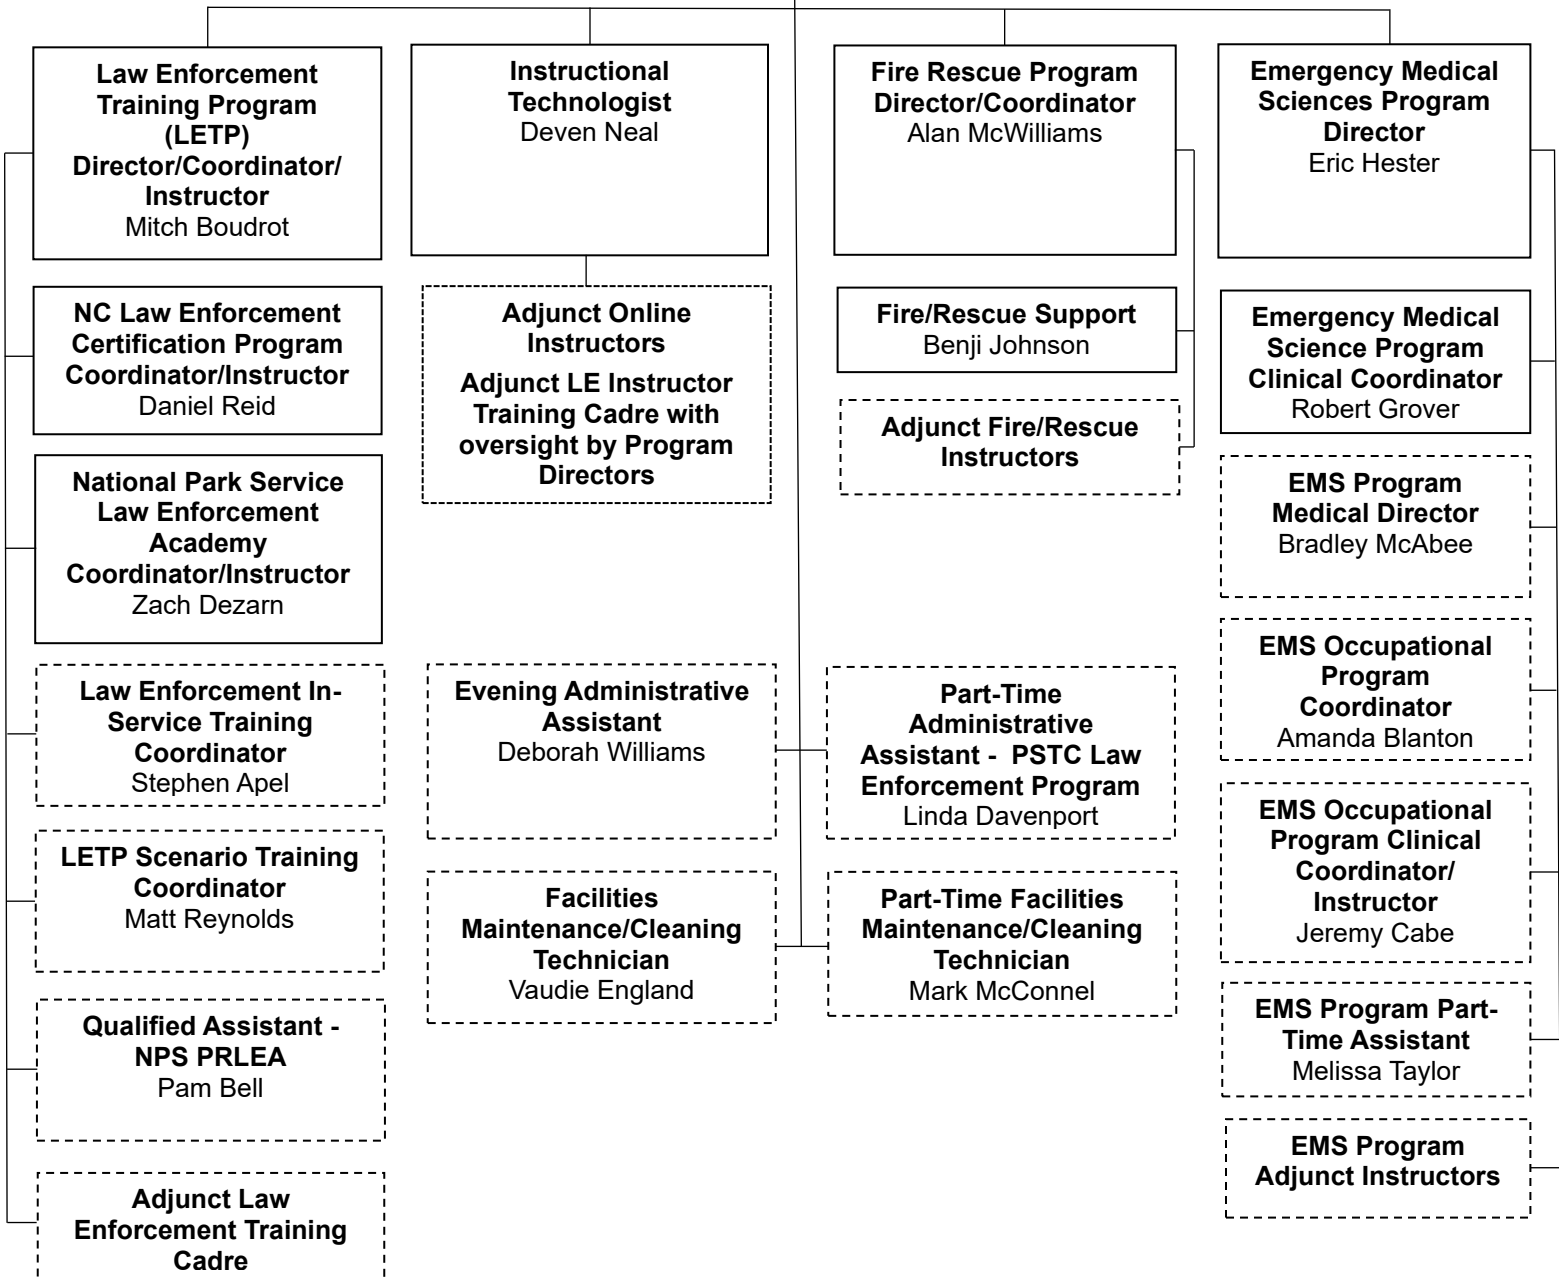 Law Enforcement
Training Program
(LETP)
Director/Coordinator/
Instructor
Mitch Boudrot
NC Law Enforcement
Certification Program
Coordinator/Instructor
Daniel Reid
National Park Service
Law Enforcement
Academy
Coordinator/Instructor
Zach Dezarn
Law Enforcement In-
Service Training
Coordinator
Stephen Apel
LETP Scenario Training
Coordinator
Matt Reynolds
Qualified Assistant -
NPS PRLEA
Pam Bell
Adjunct Law
Enforcement Training
Cadre
Instructional
Technologist
Deven Neal
Adjunct Online
Instructors
Adjunct LE Instructor
Training Cadre with
oversight by Program
Directors
Evening Administrative
Assistant
Deborah Williams
Facilities
Maintenance/Cleaning
Technician
Vaudie England
Fire Rescue Program
Director/Coordinator
Alan McWilliams
Fire/Rescue Support
Benji Johnson
Adjunct Fire/Rescue
Instructors
Part-Time
Administrative
Assistant -  PSTC Law
Enforcement Program
Linda Davenport
Part-Time Facilities
Maintenance/Cleaning
Technician
Mark McConnel
Emergency Medical
Sciences Program
Director
Eric Hester
Emergency Medical
Science Program
Clinical Coordinator
Robert Grover
EMS Program
Medical Director
Bradley McAbee
EMS Occupational
Program
Coordinator
Amanda Blanton
EMS Occupational
Program Clinical
Coordinator/
Instructor
Jeremy Cabe
EMS Program Part-
Time Assistant
Melissa Taylor
EMS Program
Adjunct Instructors